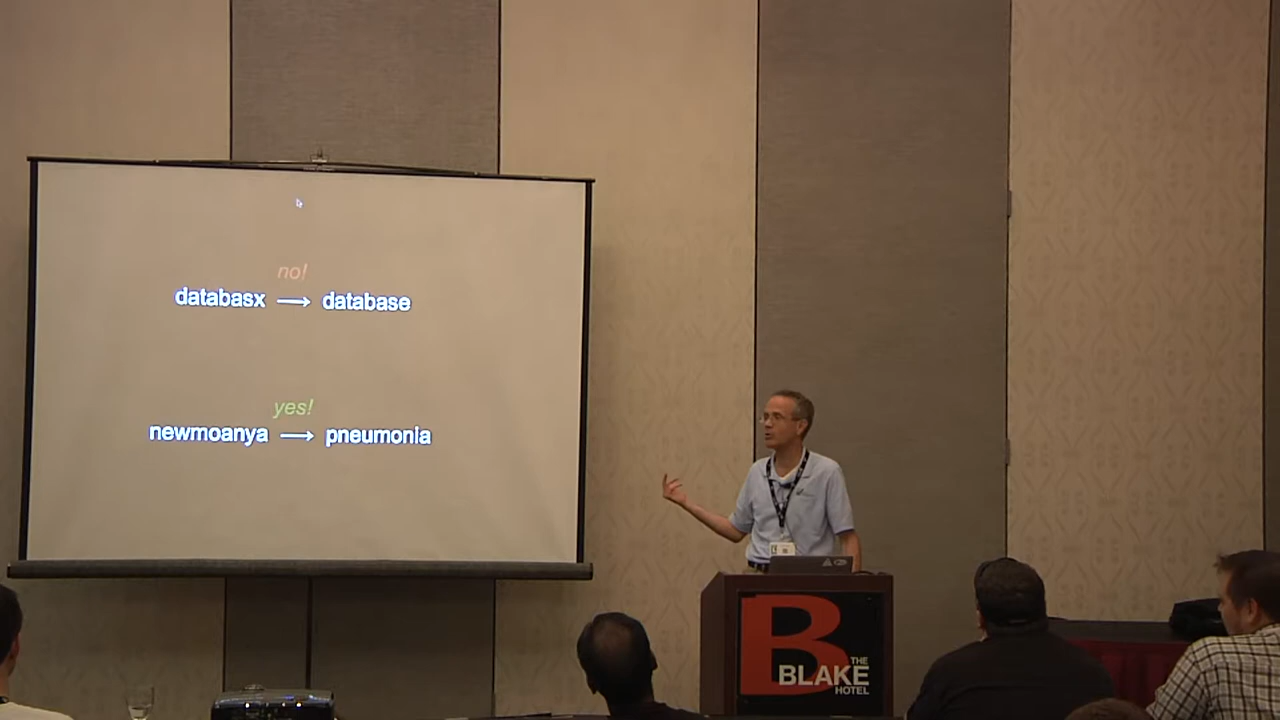 no!
databasx → database
yes!
newmoanya → pneumonia
B
THE
BLAKE
HOTEL